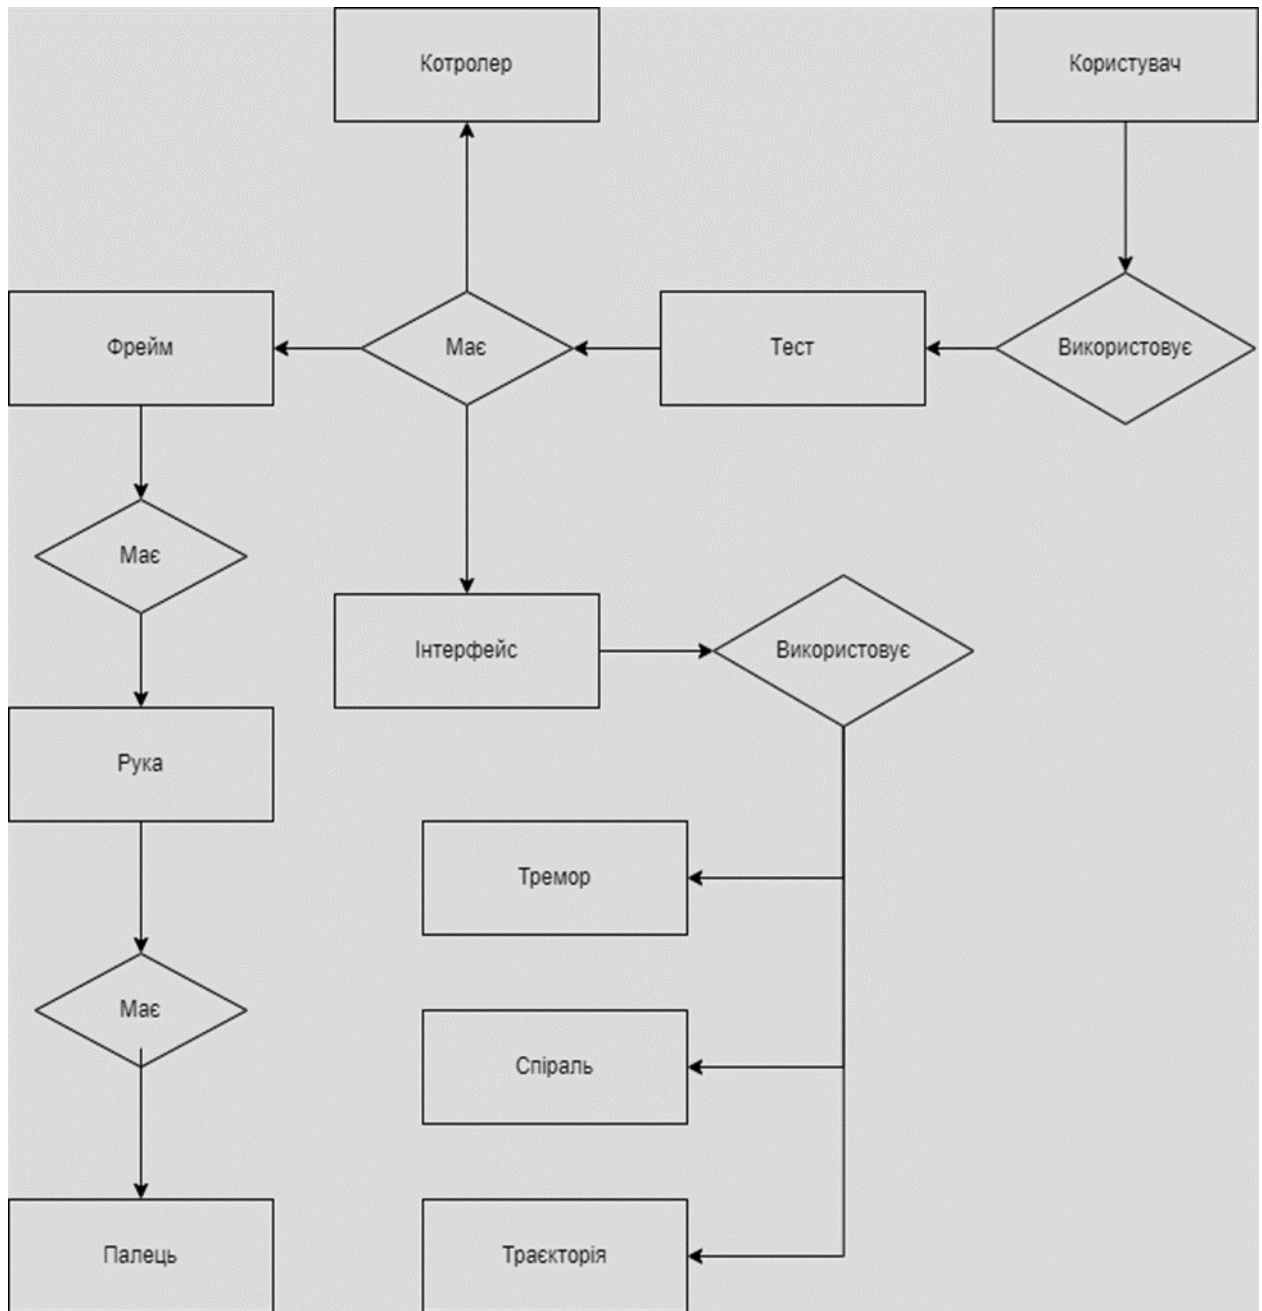 Котролер
Користувач
Фрейм
Має
Тест
Використовує
Має
Інтерфейс
Використовує
Рука
Тремор
Має
Спіраль
Палець
Траєкторія